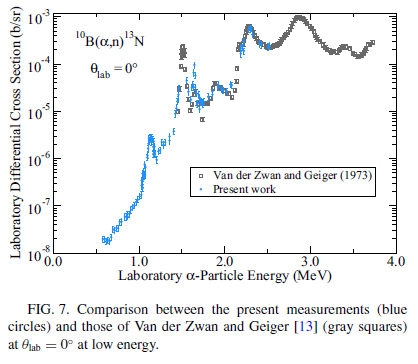 Laboratory Differential Cross Section (b/sr)
10⁻³
10⁻⁴
10⁻⁵
10⁻⁶
10⁻⁷
10⁻⁸
¹⁰B(α,n)¹³N
θlab = 0°
Van der Zwan and Geiger (1973)
Present work
0.0 1.0 2.0 3.0 4.0
Laboratory α-Particle Energy (MeV)
FIG. 7. Comparison between the present measurements (blue
circles) and those of Van der Zwan and Geiger [13] (gray squares)
at θlab = 0° at low energy.